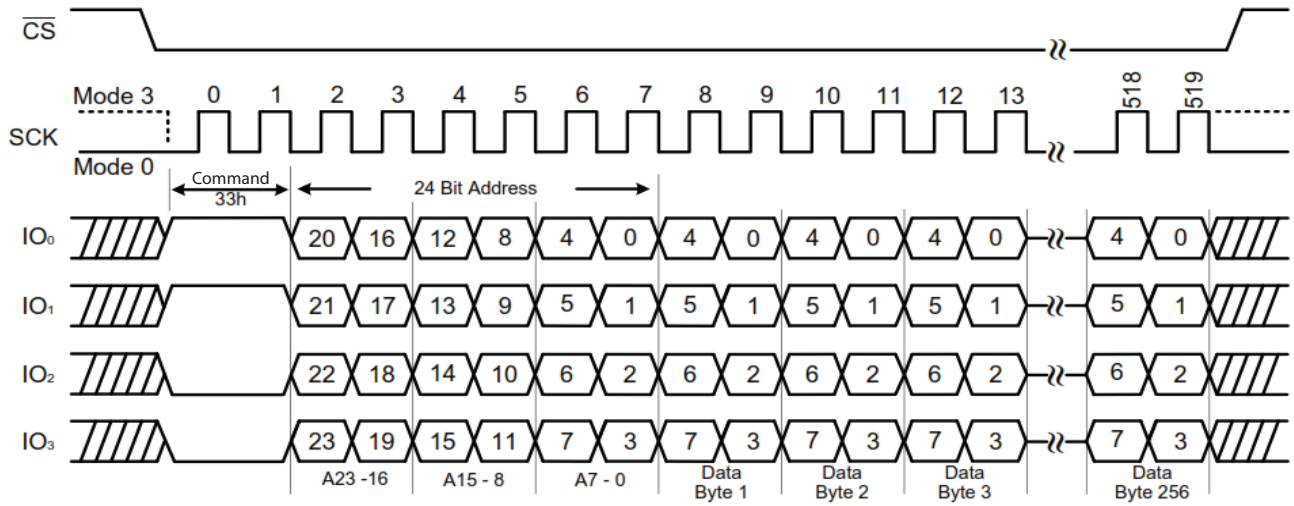 CS
Mode 3 0 1 2 3 4 5 6 7 8 9 10 11 12 13 518 519
SCK
Mode 0
Command
33h
24 Bit Address
IO₀ 20 16 12 8 4 0 4 0 4 0 4 0 4 0
IO₁ 21 17 13 9 5 1 5 1 5 1 5 1 5 1
IO₂ 22 18 14 10 6 2 6 2 6 2 6 2 6 2
IO₃ 23 19 15 11 7 3 7 3 7 3 7 3 7 3
A23 -16 A15 - 8 A7 - 0 Data Data Data Data
Byte 1 Byte 2 Byte 3 Byte 256